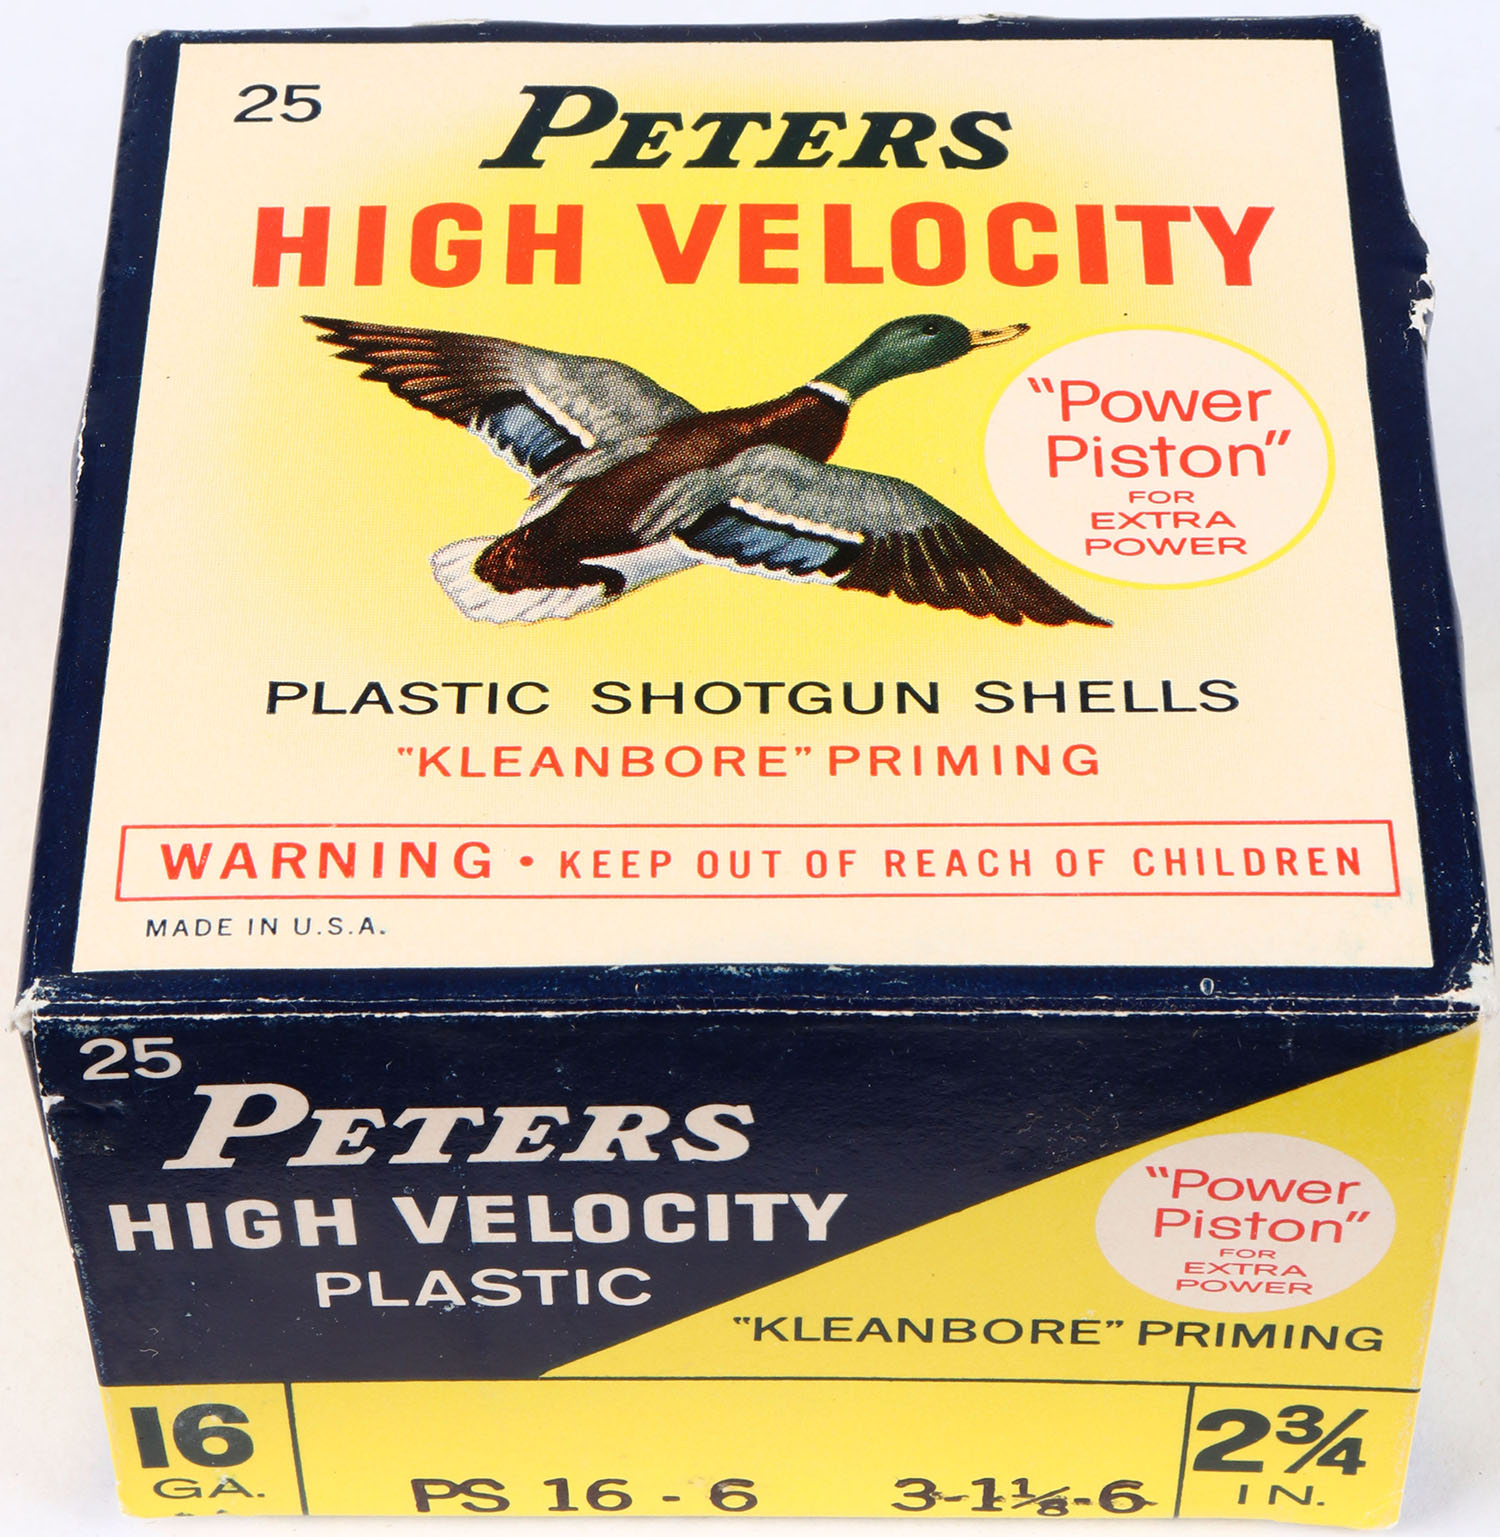 25
PETERS
HIGH VELOCITY
"Power
Piston"
FOR
EXTRA
POWER
PLASTIC SHOTGUN SHELLS
"KLEANBORE" PRIMING
WARNING • KEEP OUT OF REACH OF CHILDREN
MADE IN U.S.A.
25
PETERS
HIGH VELOCITY
PLASTIC
"Power
Piston"
FOR
EXTRA
POWER
"KLEANBORE" PRIMING
16
GA.
PS 16 - 6 3-1⅛-6
2¾
IN.